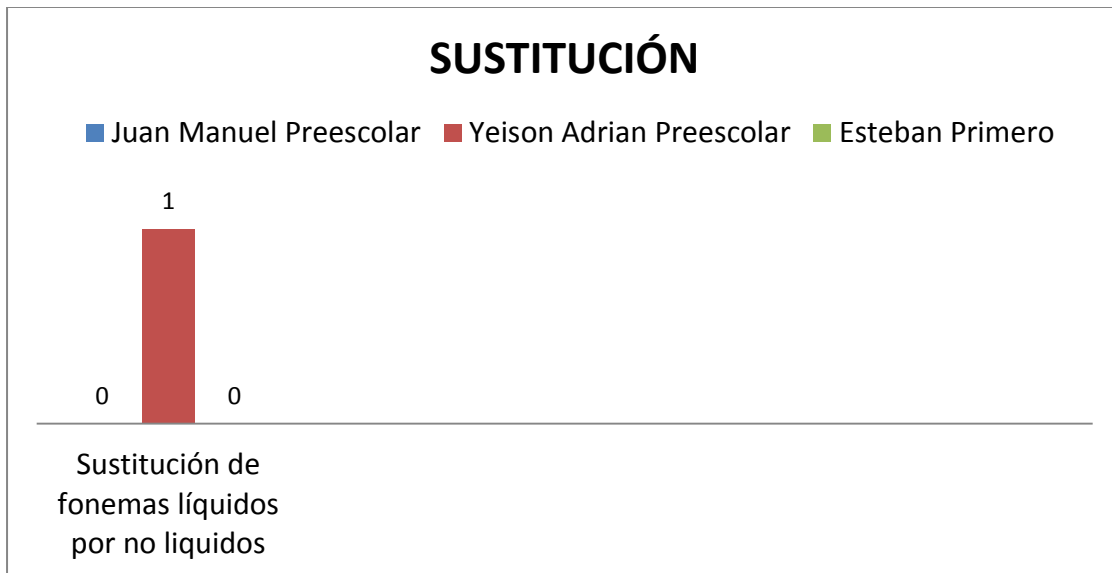 SUSTITUCIÓN
Juan Manuel Preescolar Yeison Adrian Preescolar Esteban Primero
1
0 0
Sustitución de
fonemas líquidos
por no liquidos